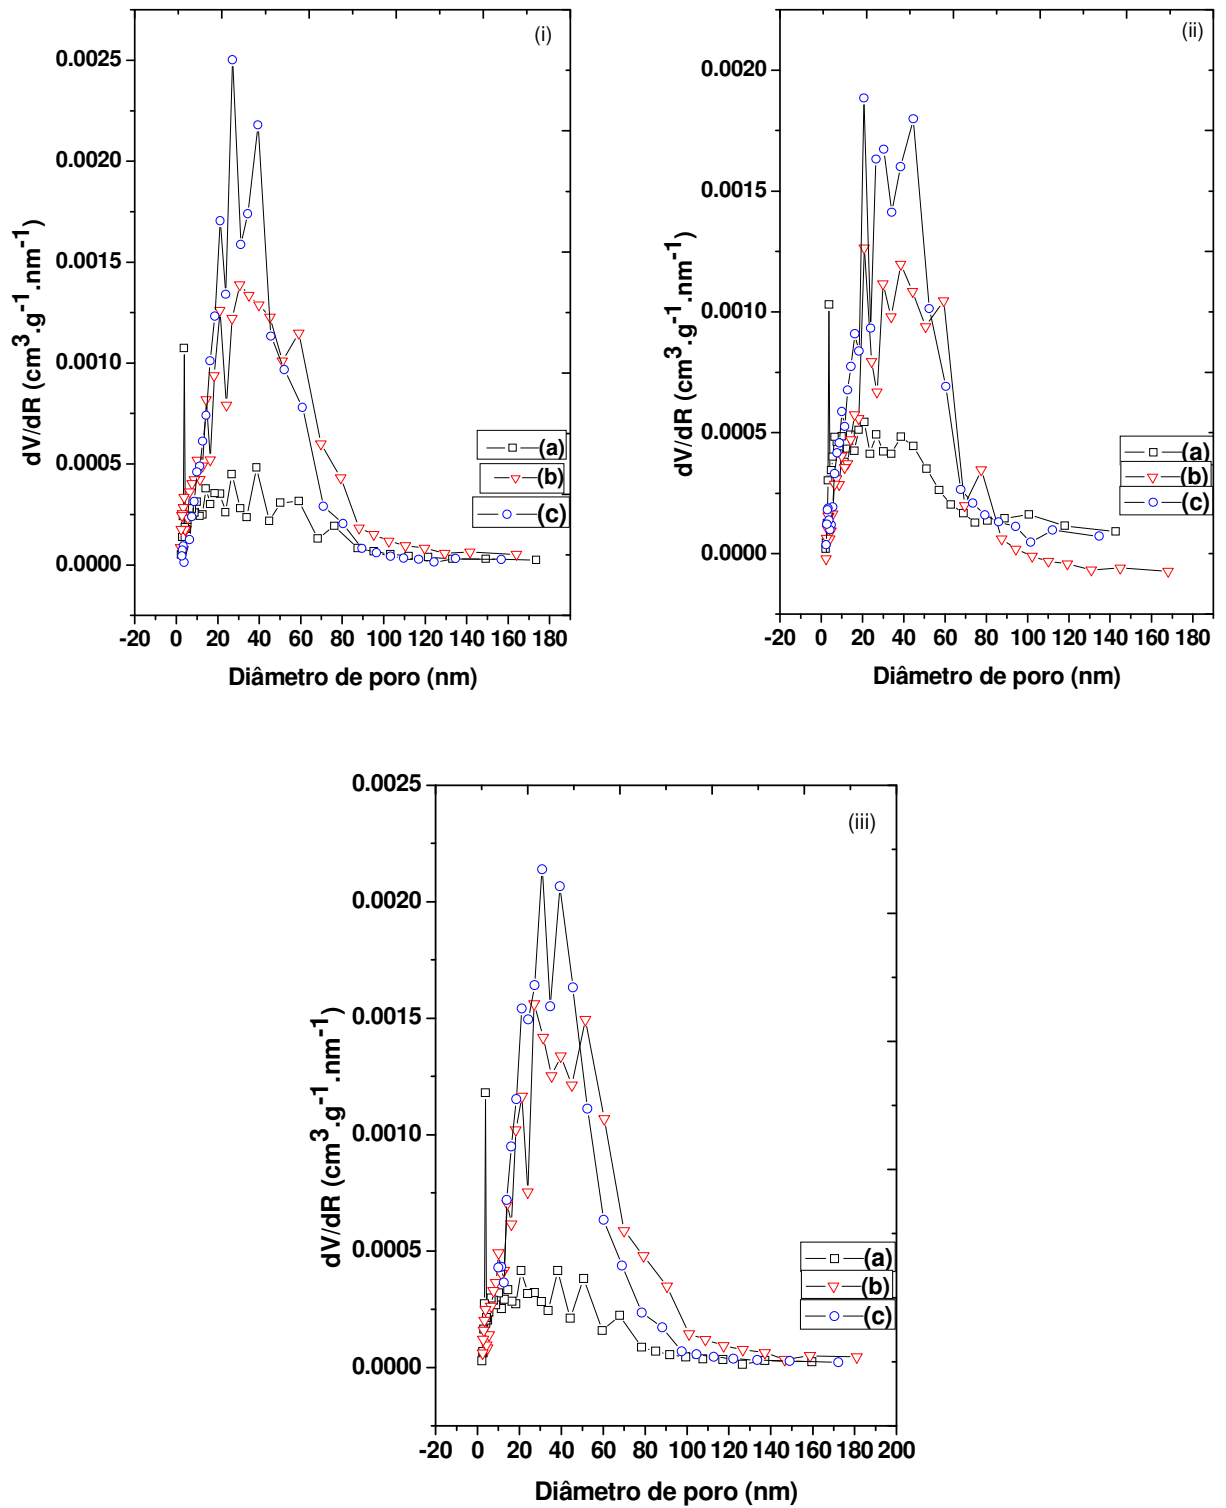 (i)
0.0025
0.0020
0.0015
0.0010
0.0005
0.0000
dV/dR (cm³.g⁻¹.nm⁻¹)
(a)
(b)
(c)
-20 0 20 40 60 80 100 120 140 160 180
Diâmetro de poro (nm)
(ii)
0.0020
0.0015
0.0010
0.0005
0.0000
dV/dR (cm³.g⁻¹.nm⁻¹)
(a)
(b)
(c)
-20 0 20 40 60 80 100 120 140 160 180
Diâmetro de poro (nm)
(iii)
0.0025
0.0020
0.0015
0.0010
0.0005
0.0000
dV/dR (cm³.g⁻¹.nm⁻¹)
(a)
(b)
(c)
-20 0 20 40 60 80 100 120 140 160 180 200
Diâmetro de poro (nm)